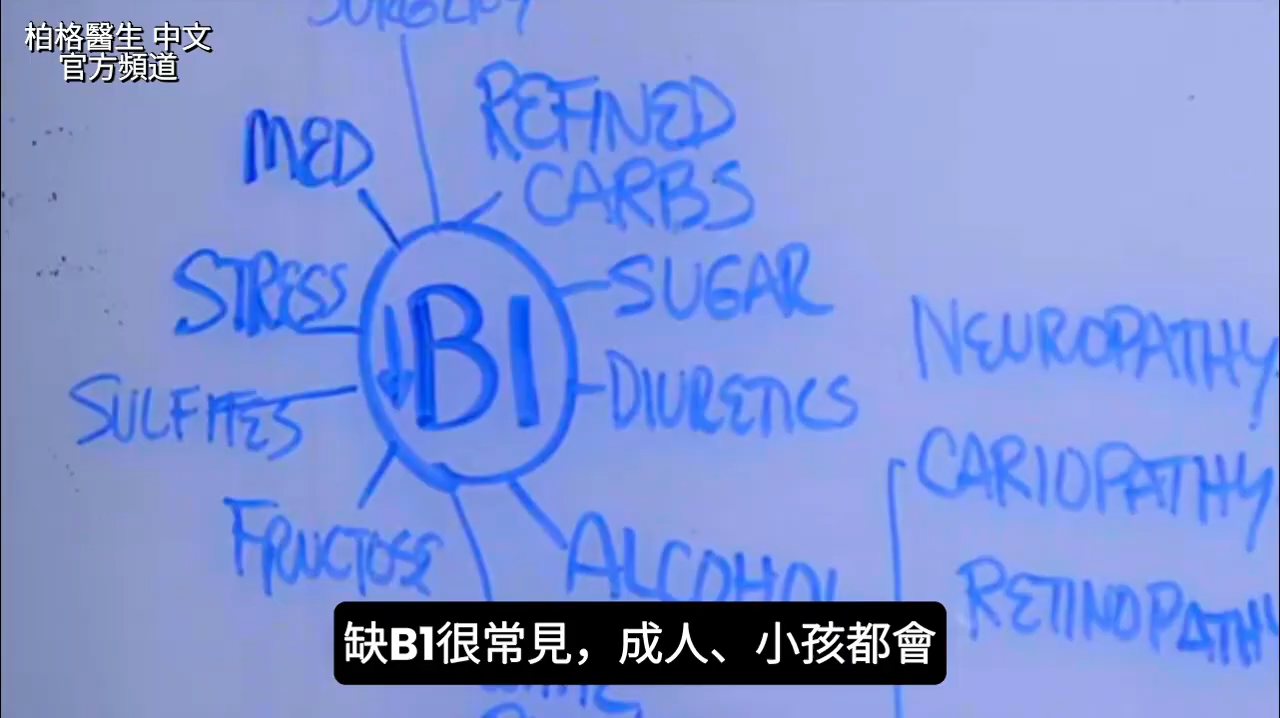 柏格醫生 中文
官方頻道
SURGERY
MED
REFINED
CARBS
STRESS
SUGAR
↓B1
SULFITES
DIURETICS
FRUCTOSE
ALCOHOL
NEUROPATHY
CARIOPATHY
RETINOPATHY
缺B1很常見，成人、小孩都會